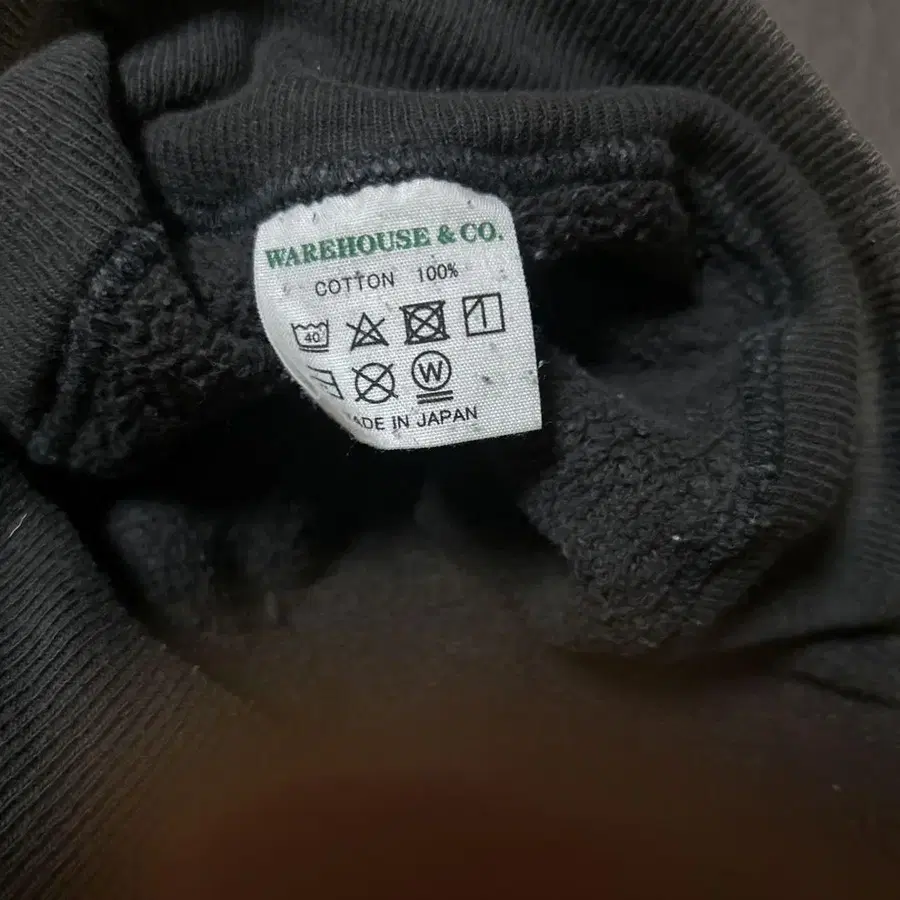 WAREHOUSE & CO.
COTTON 100%
40
W
ADE IN JAPAN